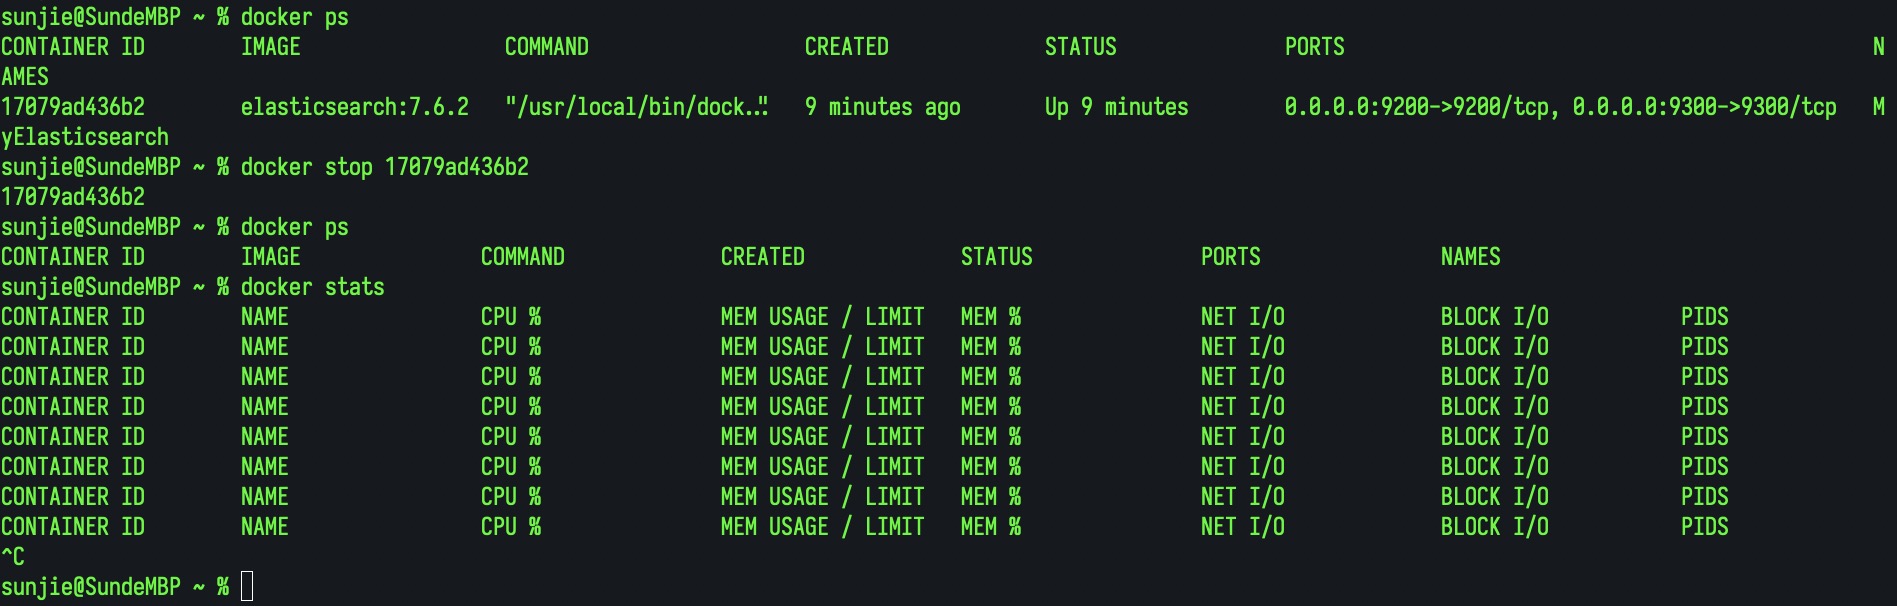 sunjie@SundeMBP ~ % docker ps
CONTAINER ID        IMAGE                 COMMAND                  CREATED             STATUS              PORTS                                            N
AMES
17079ad436b2        elasticsearch:7.6.2   "/usr/local/bin/dock…"   9 minutes ago       Up 9 minutes        0.0.0.0:9200->9200/tcp, 0.0.0.0:9300->9300/tcp   M
yElasticsearch
sunjie@SundeMBP ~ % docker stop 17079ad436b2
17079ad436b2
sunjie@SundeMBP ~ % docker ps
CONTAINER ID        IMAGE               COMMAND             CREATED             STATUS              PORTS               NAMES
sunjie@SundeMBP ~ % docker stats
CONTAINER ID        NAME                CPU %               MEM USAGE / LIMIT   MEM %               NET I/O             BLOCK I/O           PIDS
CONTAINER ID        NAME                CPU %               MEM USAGE / LIMIT   MEM %               NET I/O             BLOCK I/O           PIDS
CONTAINER ID        NAME                CPU %               MEM USAGE / LIMIT   MEM %               NET I/O             BLOCK I/O           PIDS
CONTAINER ID        NAME                CPU %               MEM USAGE / LIMIT   MEM %               NET I/O             BLOCK I/O           PIDS
CONTAINER ID        NAME                CPU %               MEM USAGE / LIMIT   MEM %               NET I/O             BLOCK I/O           PIDS
CONTAINER ID        NAME                CPU %               MEM USAGE / LIMIT   MEM %               NET I/O             BLOCK I/O           PIDS
CONTAINER ID        NAME                CPU %               MEM USAGE / LIMIT   MEM %               NET I/O             BLOCK I/O           PIDS
CONTAINER ID        NAME                CPU %               MEM USAGE / LIMIT   MEM %               NET I/O             BLOCK I/O           PIDS
^C
sunjie@SundeMBP ~ %